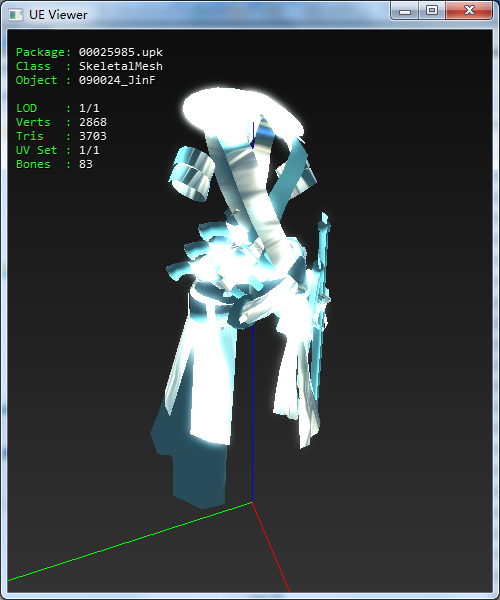 UE Viewer
Package: 00025985.upk
Class  : SkeletalMesh
Object : 090024_JinF
LOD    : 1/1
Verts  : 2868
Tris   : 3703
UV Set : 1/1
Bones  : 83